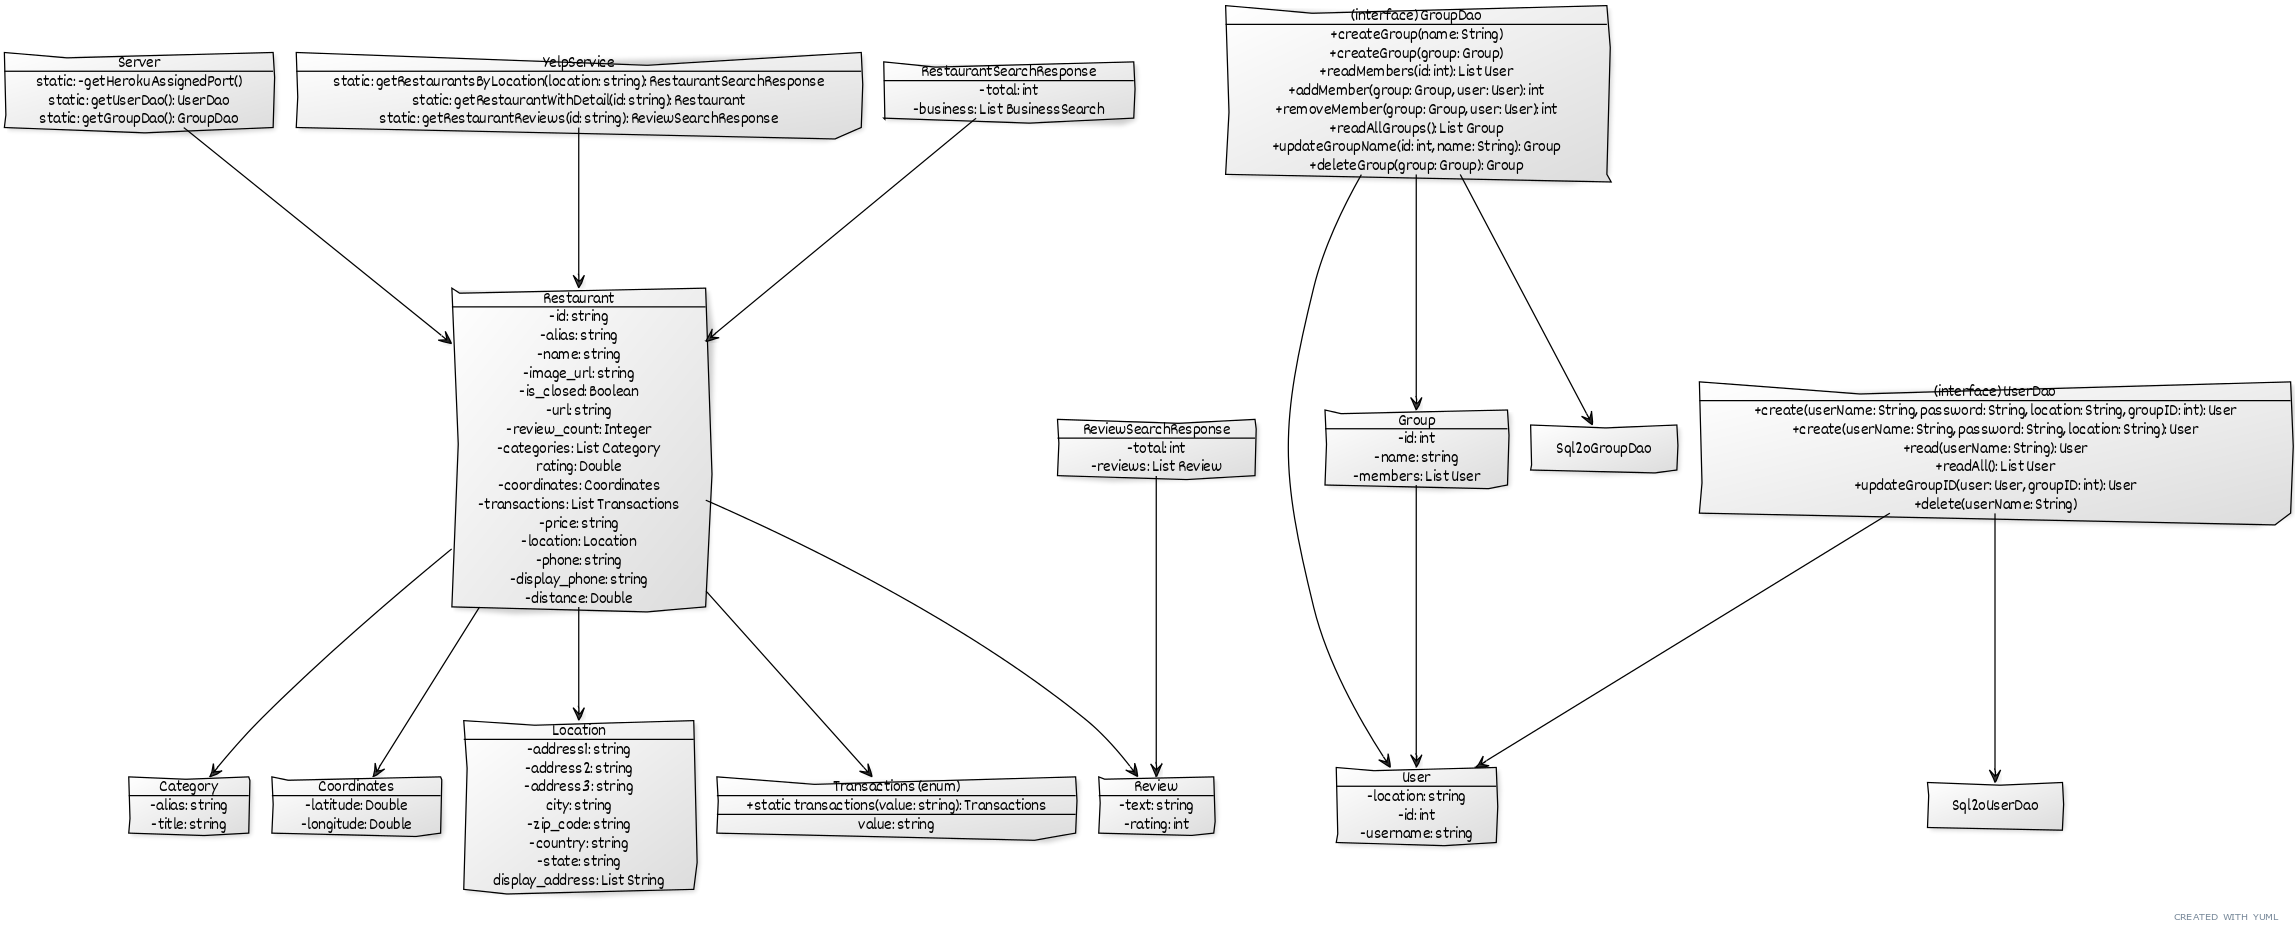 Server
static: -getHerokuAssignedPort()
static: getUserDao(): UserDao
static: getGroupDao(): GroupDao
YelpService
static: getRestaurantsByLocation(location: string): RestaurantSearchResponse
static: getRestaurantWithDetail(id: string): Restaurant
static: getRestaurantReviews(id: string): ReviewSearchResponse
RestaurantSearchResponse
-total: int
-business: List BusinessSearch
(interface) GroupDao
+createGroup(name: String)
+createGroup(group: Group)
+readMembers(id: int): List User
+addMember(group: Group, user: User): int
+removeMember(group: Group, user: User): int
+readAllGroups(): List Group
+updateGroupName(id: int, name: String): Group
+deleteGroup(group: Group): Group
Restaurant
-id: string
-alias: string
-name: string
-image_url: string
-is_closed: Boolean
-url: string
-review_count: Integer
-categories: List Category
rating: Double
-coordinates: Coordinates
-transactions: List Transactions
-price: string
-location: Location
-phone: string
-display_phone: string
-distance: Double
ReviewSearchResponse
-total: int
-reviews: List Review
Group
-id: int
-name: string
-members: List User
Sql2oGroupDao
(interface) UserDao
+create(userName: String, password: String, location: String, groupID: int): User
+create(userName: String, password: String, location: String): User
+read(userName: String): User
+readAll(): List User
+updateGroupID(user: User, groupID: int): User
+delete(userName: String)
Category
-alias: string
-title: string
Coordinates
-latitude: Double
-longitude: Double
Location
-address1: string
-address2: string
-address3: string
city: string
-zip_code: string
-country: string
-state: string
display_address: List String
Transactions (enum)
+static transactions(value: string): Transactions
value: string
Review
-text: string
-rating: int
User
-location: string
-id: int
-username: string
Sql2oUserDao
CREATED WITH YUML